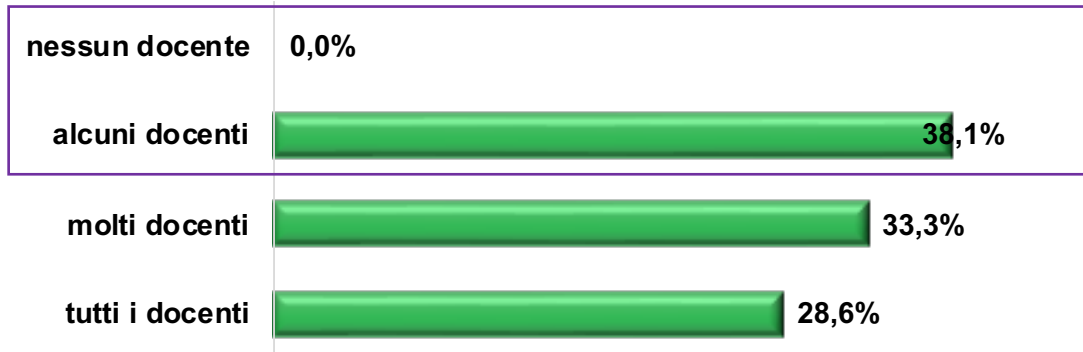 nessun docente 0,0%
alcuni docenti 38,1%
molti docenti 33,3%
tutti i docenti 28,6%